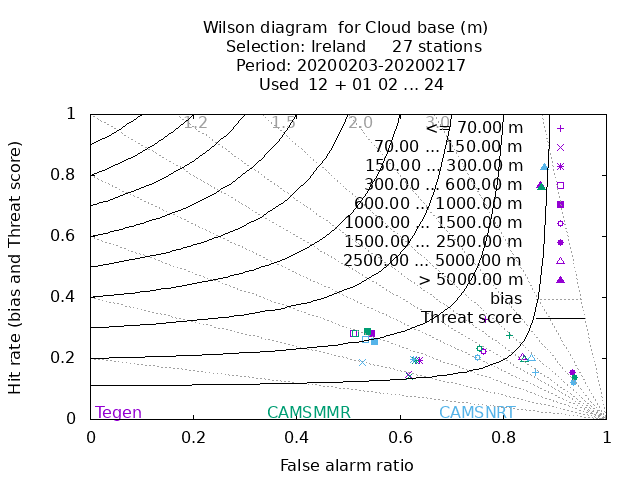 Wilson diagram for Cloud base (m)
Selection: Ireland 27 stations
Period: 20200203-20200217
Used 12 + 01 02 ... 24
Hit rate (bias and Threat score)
1
0.8
0.6
0.4
0.2
0
1.2 1.5 2.0 3.0
<= 70.00 m
70.00 ... 150.00 m
150.00 ... 300.00 m
300.00 ... 600.00 m
600.00 ... 1000.00 m
1000.00 ... 1500.00 m
1500.00 ... 2500.00 m
2500.00 ... 5000.00 m
> 5000.00 m
bias
Threat score
Tegen CAMSMMR CAMSNRT
0 0.2 0.4 0.6 0.8 1
False alarm ratio